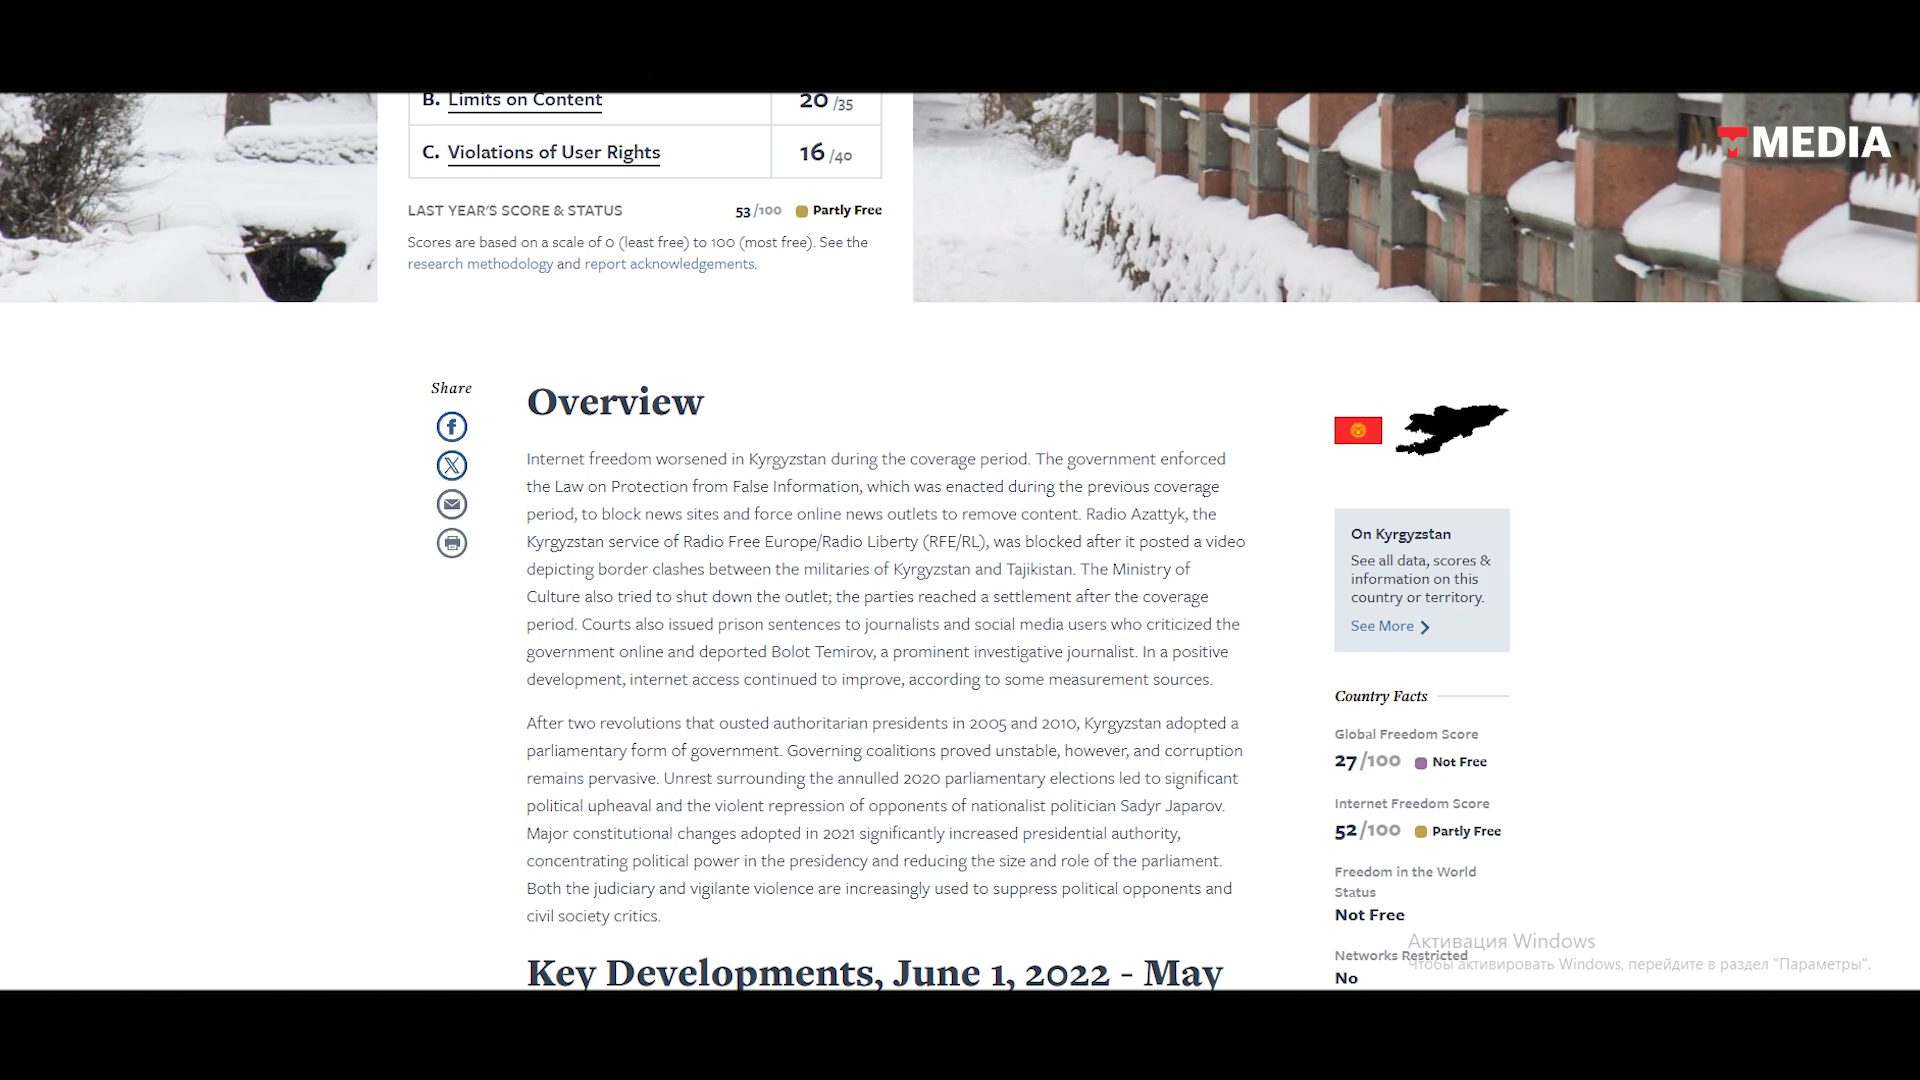 B. Limits on Content 20 /35
C. Violations of User Rights 16 /40
LAST YEAR'S SCORE & STATUS 53 /100 Partly Free
Scores are based on a scale of 0 (least free) to 100 (most free). See the
research methodology and report acknowledgements.
TMEDIA
Share
Overview
Internet freedom worsened in Kyrgyzstan during the coverage period. The government enforced
the Law on Protection from False Information, which was enacted during the previous coverage
period, to block news sites and force online news outlets to remove content. Radio Azattyk, the
Kyrgyzstan service of Radio Free Europe/Radio Liberty (RFE/RL), was blocked after it posted a video
depicting border clashes between the militaries of Kyrgyzstan and Tajikistan. The Ministry of
Culture also tried to shut down the outlet; the parties reached a settlement after the coverage
period. Courts also issued prison sentences to journalists and social media users who criticized the
government online and deported Bolot Temirov, a prominent investigative journalist. In a positive
development, internet access continued to improve, according to some measurement sources.
After two revolutions that ousted authoritarian presidents in 2005 and 2010, Kyrgyzstan adopted a
parliamentary form of government. Governing coalitions proved unstable, however, and corruption
remains pervasive. Unrest surrounding the annulled 2020 parliamentary elections led to significant
political upheaval and the violent repression of opponents of nationalist politician Sadyr Japarov.
Major constitutional changes adopted in 2021 significantly increased presidential authority,
concentrating political power in the presidency and reducing the size and role of the parliament.
Both the judiciary and vigilante violence are increasingly used to suppress political opponents and
civil society critics.
Key Developments, June 1, 2022 - May
On Kyrgyzstan
See all data, scores &
information on this
country or territory.
See More
Country Facts
Global Freedom Score
27 /100 Not Free
Internet Freedom Score
52 /100 Partly Free
Freedom in the World
Status
Not Free
Networks Restricted
No
Активация Windows
Чтобы активировать Windows, перейдите в раздел "Параметры".